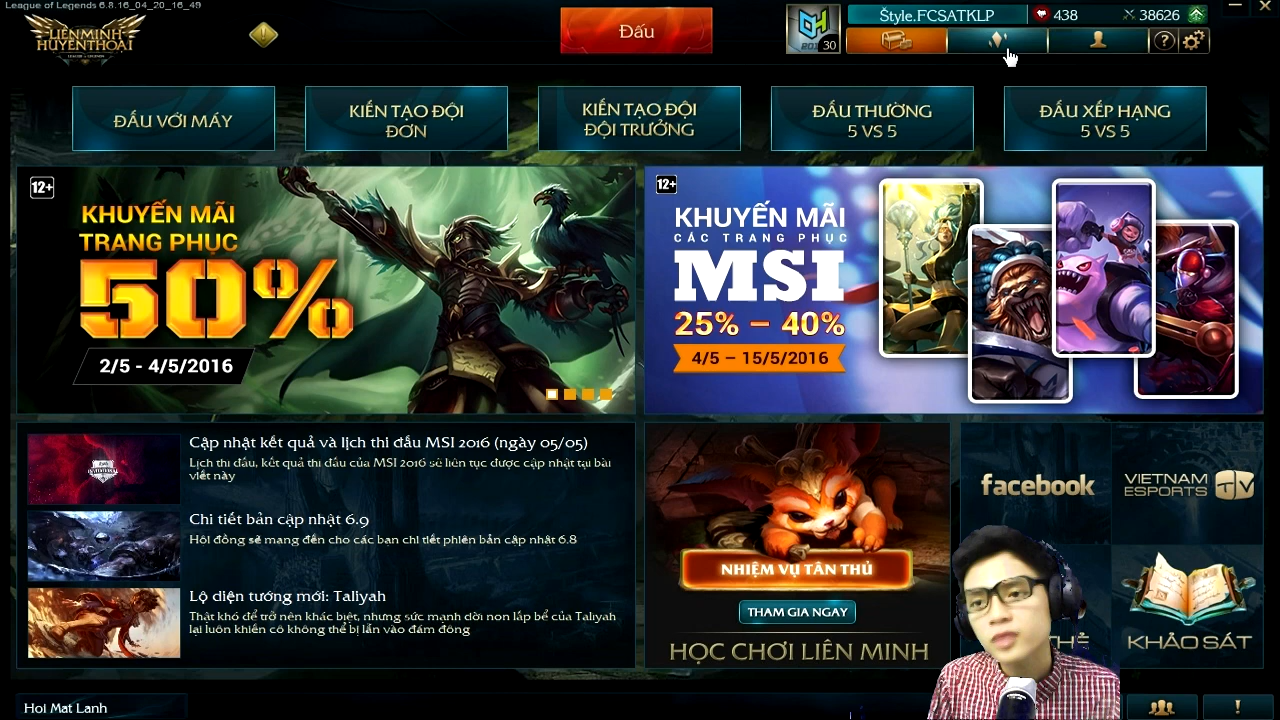 League of Legends 6.8.16_04_20_16_49
LIÊNMINH
HUYỀNTHOẠI
Đấu
30
Štyle.FCSATKLP
438
38626
ĐẤU VỚI MÁY
KIẾN TẠO ĐỘI
ĐƠN
KIẾN TẠO ĐỘI
ĐỘI TRƯỞNG
ĐẤU THƯỜNG
5 VS 5
ĐẤU XẾP HẠNG
5 VS 5
12+
KHUYẾN MÃI
TRANG PHỤC
50%
2/5 - 4/5/2016
12+
KHUYẾN MÃI
CÁC TRANG PHỤC
MSI
25% – 40%
4/5 – 15/5/2016
Cập nhật kết quả và lịch thi đấu MSI 2016 (ngày 05/05)
Lịch thi đấu, kết quả thi đấu của MSI 2016 sẽ liên tục được cập nhật tại bài
viết này
Chi tiết bản cập nhật 6.9
Hội đồng sẽ mang đến cho các bạn chi tiết phiên bản cập nhật 6.8
Lộ diện tướng mới: Taliyah
Thật khó để trở nên khác biệt, nhưng sức mạnh dời non lấp bể của Taliyah
lại luôn khiến cô không thể bị lẫn vào đám đông
NHIỆM VỤ TÂN THỦ
THAM GIA NGAY
HỌC CHƠI LIÊN MINH
facebook
VIETNAM
ESPORTS TV
THẺ
KHẢO SÁT
Hoi Mat Lanh